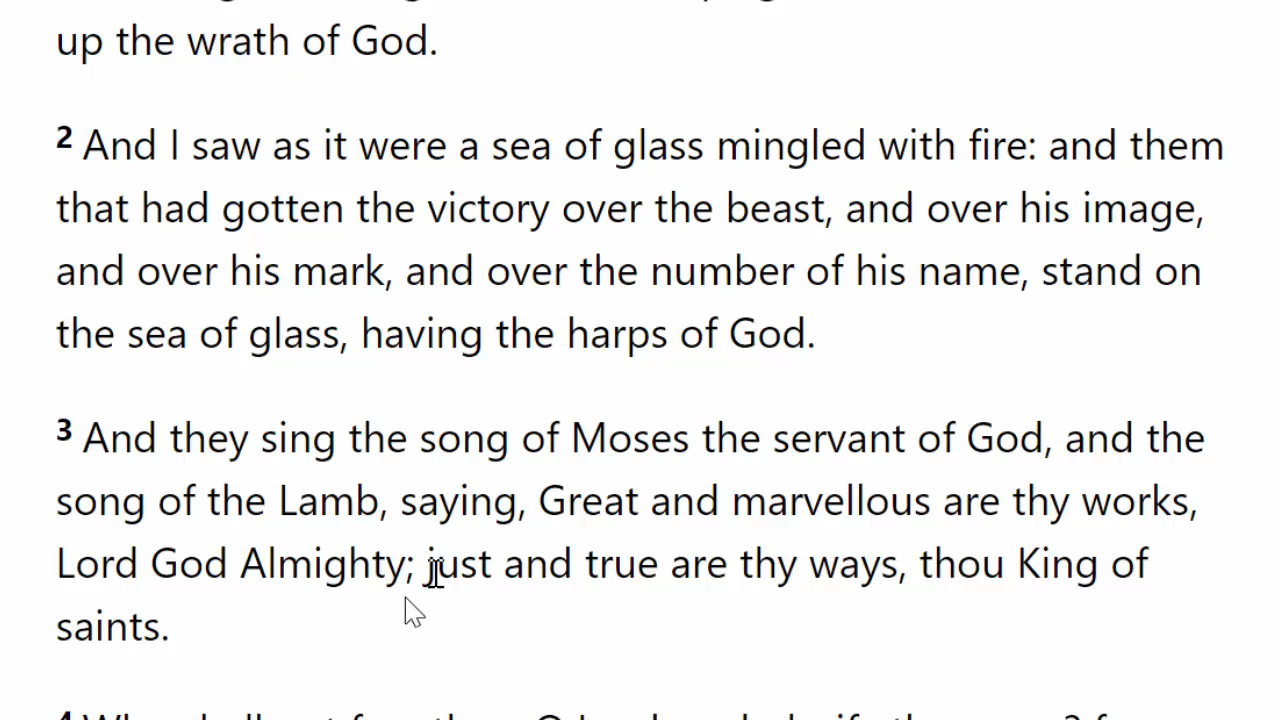 up the wrath of God.
2 And I saw as it were a sea of glass mingled with fire: and them
that had gotten the victory over the beast, and over his image,
and over his mark, and over the number of his name, stand on
the sea of glass, having the harps of God.
3 And they sing the song of Moses the servant of God, and the
song of the Lamb, saying, Great and marvellous are thy works,
Lord God Almighty; just and true are thy ways, thou King of
saints.